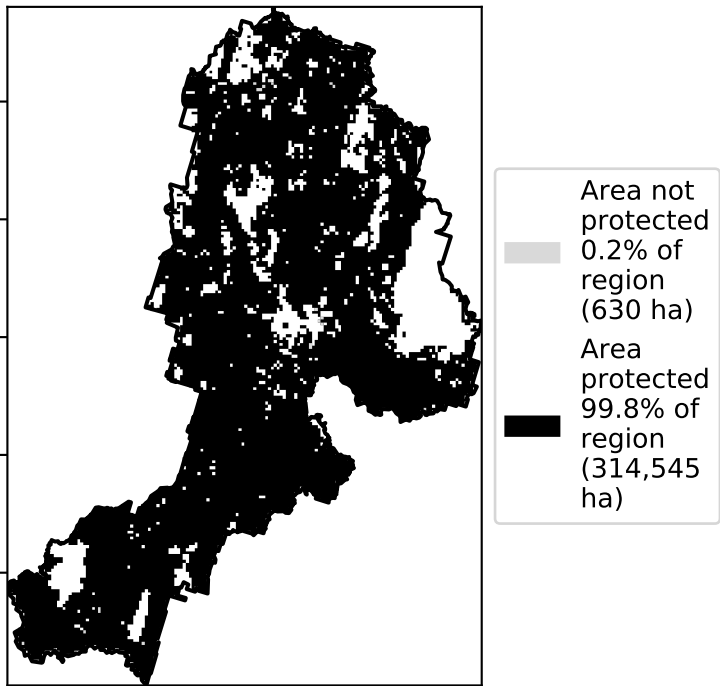 Area not
protected
0.2% of
region
(630 ha)
Area
protected
99.8% of
region
(314,545
ha)